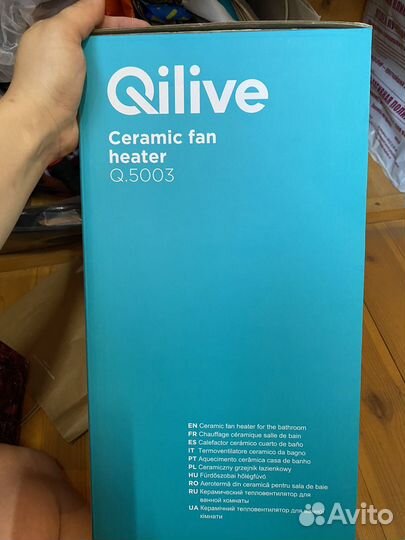 Qilive
Ceramic fan
heater
Q.5003
EN Ceramic fan heater for the bathroom
FR Chauffage céramique salle de bain
ES Calefactor cerámico cuarto de baño
IT Termoventilatore ceramico da bagno
PT Aquecimento cerâmica casa de banho
PL Ceramiczny grzejnik łazienkowy
HU Fürdőszobai hőlégfúvó
RO Aerotermă din ceramică pentru sala de baie
RU Керамический тепловентилятор для
ванной комнаты
UA Керамічний тепловентилятор для
кімнати
Avito